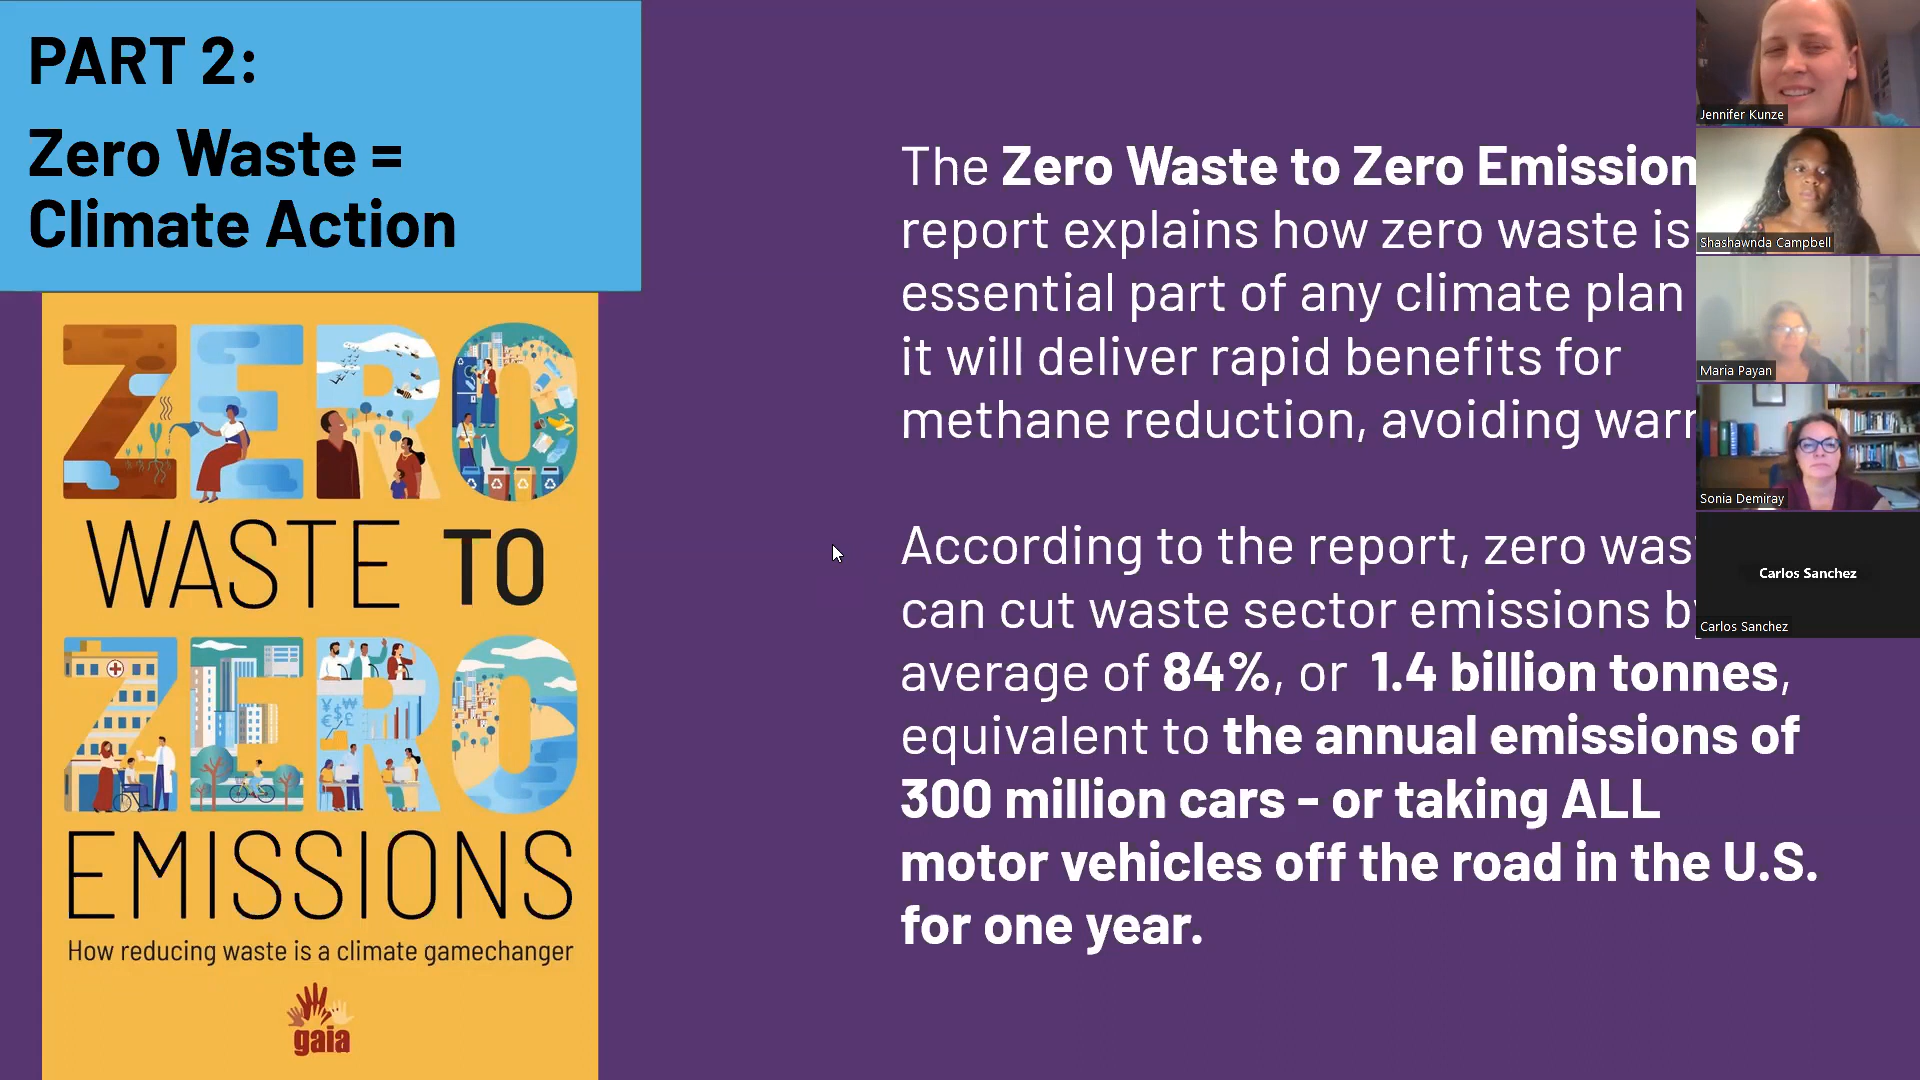 PART 2:
Zero Waste =
Climate Action
ZERO
WASTE TO
ZERO
EMISSIONS
How reducing waste is a climate gamechanger
gaia
The Zero Waste to Zero Emission
report explains how zero waste is
essential part of any climate plan
it will deliver rapid benefits for
methane reduction, avoiding
According to the report, zero
can cut waste sector emissions
average of 84%, or 1.4 billion tonnes,
equivalent to the annual emissions of
300 million cars - or taking ALL
motor vehicles off the road in the U.S.
for one year.
Jennifer Kunze
Shashawnda Campbell
Maria Payan
Sonia Demiray
Carlos Sanchez
Carlos Sanchez